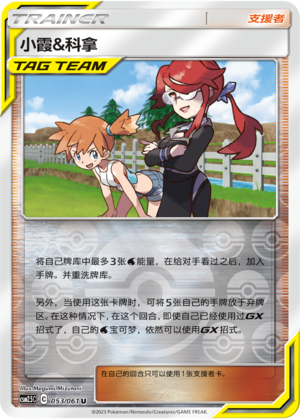 TRAINER
支援者
小霞&科拿
TAG TEAM
将自己牌库中最多3张能量，在给对手看过之后，加入
手牌。并重洗牌库。
另外，当使用这张卡牌时，可将5张自己的手牌放于弃牌
区。在这种情况下，在这个回合，即使自己已经使用过GX
招式了，自己的宝可梦，依然可以使用GX招式。
Illus. Megumi Mizutani
在自己的回合只可以使用1张支援者卡。
CSM2.5C C 053/061 U
©2023 Pokémon/Nintendo/Creatures/GAME FREAK.